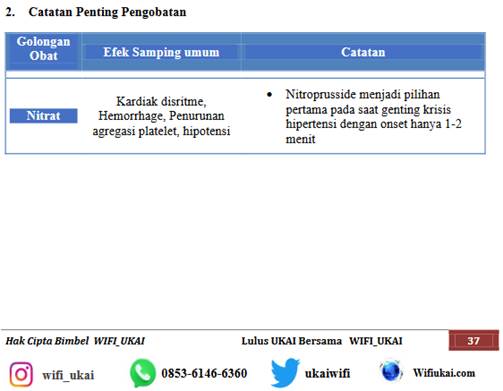 2. Catatan Penting Pengobatan
Golongan
Obat
Efek Samping umum
Catatan
Nitrat
Kardiak disritme,
Hemorrhage, Penurunan
agregasi platelet, hipotensi
• Nitroprusside menjadi pilihan
pertama pada saat genting krisis
hipertensi dengan onset hanya 1-2
menit
Hak Cipta Bimbel WIFI_UKAI
Lulus UKAI Bersama WIFI_UKAI
37
wifi_ukai
0853-6146-6360
ukaiwifi
Wifiukai.com